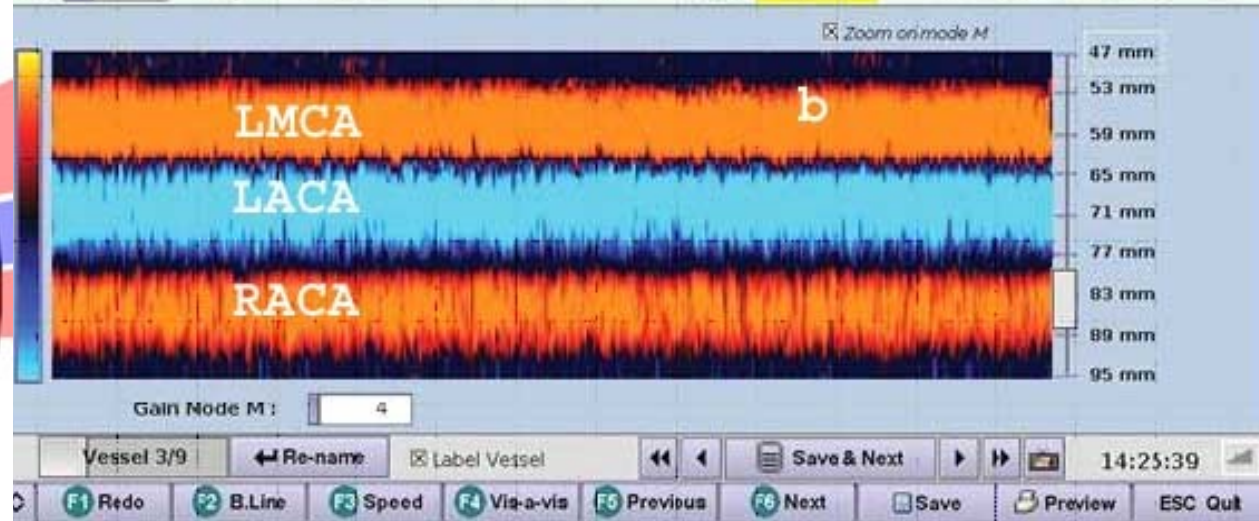 Zoom on mode M
47 mm
53 mm
b
LMCA
59 mm
65 mm
LACA
71 mm
77 mm
RACA
83 mm
89 mm
95 mm
Gain Node M : 4
Vessel 3/9 Re-name Label Vessel Save & Next 14:25:39
F1 Redo F2 B.Line F3 Speed F4 Vis-a-vis F5 Previous F6 Next Save Preview ESC Quit